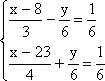 (x-8)/3 - y/6 = 1/6
(x-23)/4 + y/6 = 1/6